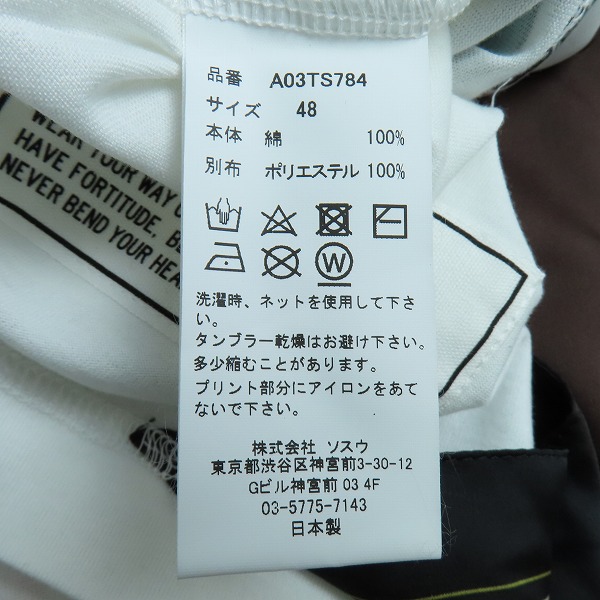 品番 A03TS784
サイズ 48
本体 綿 100%
別布 ポリエステル 100%
W
洗濯時、ネットを使用して下さ
い。
タンブラー乾燥はお避け下さい。
多少縮むことがあります。
プリント部分にアイロンをあて
ないで下さい。
株式会社 ソスウ
東京都渋谷区神宮前3-30-12
Gビル神宮前 03 4F
03-5775-7143
日本製
WEAR YOUR WAY
HAVE FORTITUDE,
NEVER BEND YOUR